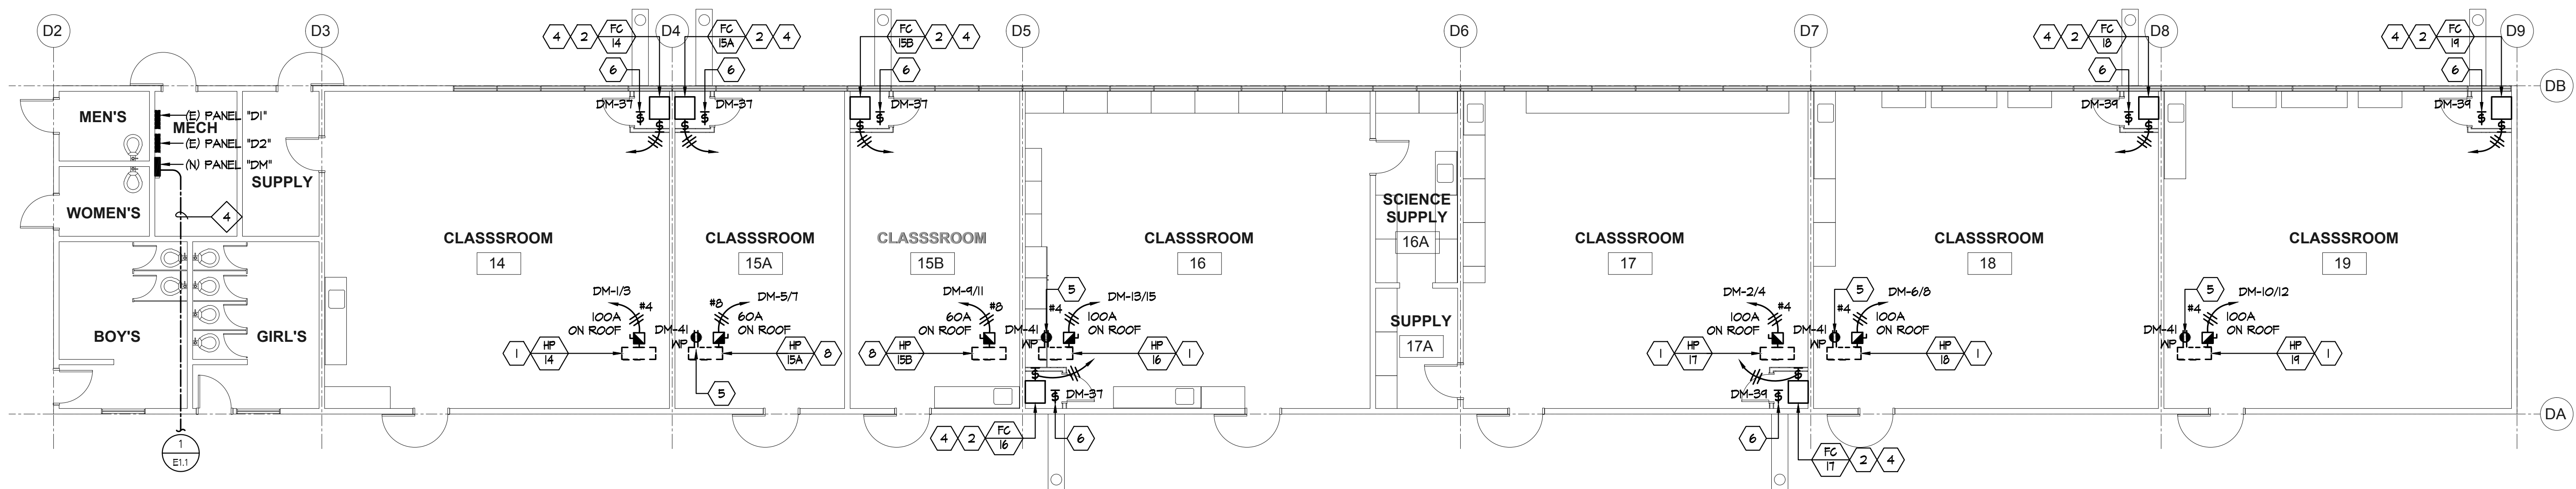 D2
D3
4 2 FC 14
D4
FC 15A 2 4
FC 15B 2 4
D5
D6
D7
4 2 FC 18
D8
4 2 FC 19
D9
6
6
6
6
6
DB
DM-37
DM-37
DM-37
DM-39
DM-39
$
$
$
$
$
$
$
$
$
$
MEN'S
(E) PANEL "D1"
MECH
(E) PANEL "D2"
(N) PANEL "DM"
SUPPLY
WOMEN'S
4
SCIENCE
SUPPLY
16A
CLASSSROOM
14
CLASSSROOM
15A
CLASSSROOM
15B
CLASSSROOM
16
CLASSSROOM
17
CLASSSROOM
18
CLASSSROOM
19
BOY'S
GIRL'S
DM-1/3
#4
100A
ON ROOF
1 HP 14
DM-5/7
#8
60A
ON ROOF
DM-41
WP
HP 15A 8
5
DM-9/11
#8
60A
ON ROOF
8 HP 15B
5
DM-13/15
#4
100A
ON ROOF
DM-41
WP
HP 16 1
SUPPLY
17A
DM-2/4
#4
100A
ON ROOF
1 HP 17
5
DM-6/8
#4
100A
ON ROOF
DM-41
WP
HP 18 1
5
DM-10/12
#4
100A
ON ROOF
DM-41
WP
HP 19 1
$
$
DM-37
$
$
DM-39
DA
4 2 FC 16
6
6
FC 17 2 4
1
E1.1